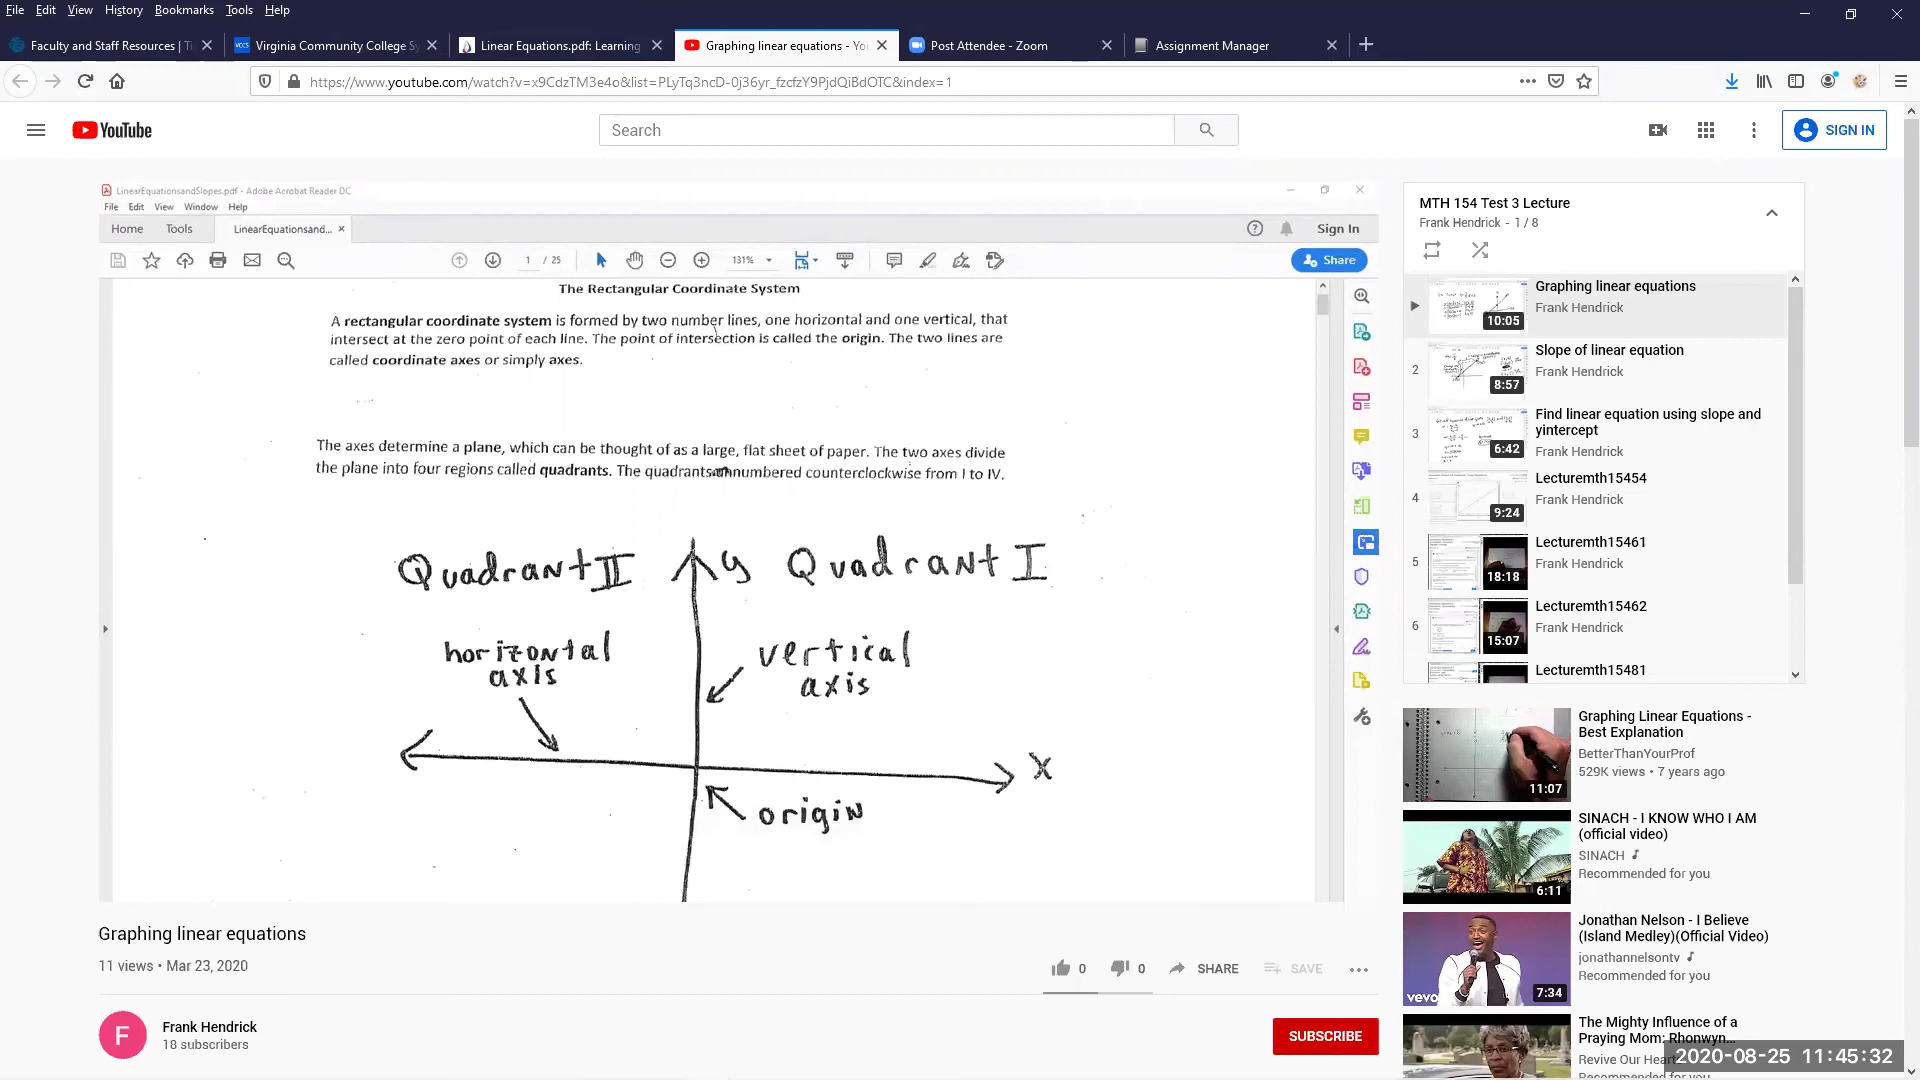 File Edit View History Bookmarks Tools Help
Faculty and Staff Resources | Ti
Virginia Community College Sy
Linear Equations.pdf: Learning
Graphing linear equations - You
Post Attendee - Zoom
Assignment Manager
https://www.youtube.com/watch?v=x9CdzTM3e4o&list=PLyTq3ncD-0j36yr_fzcfzY9PjdQiBdOTC&index=1
YouTube
Search
SIGN IN
LinearEquationsandSlopes.pdf - Adobe Acrobat Reader DC
File Edit View Window Help
Home Tools LinearEquationsand... Sign In
1 / 25 131% Share
The Rectangular Coordinate System
A rectangular coordinate system is formed by two number lines, one horizontal and one vertical, that
intersect at the zero point of each line. The point of intersection is called the origin. The two lines are
called coordinate axes or simply axes.
The axes determine a plane, which can be thought of as a large, flat sheet of paper. The two axes divide
the plane into four regions called quadrants. The quadrants numbered counterclockwise from I to IV.
Quadrant II y Quadrant I
horizontal
axis
vertical
axis
x
origin
Graphing linear equations
11 views • Mar 23, 2020
0 0 SHARE SAVE
F
Frank Hendrick
18 subscribers
SUBSCRIBE
MTH 154 Test 3 Lecture
Frank Hendrick - 1 / 8
10:05
Graphing linear equations
Frank Hendrick
2
8:57
Slope of linear equation
Frank Hendrick
3
6:42
Find linear equation using slope and
yintercept
Frank Hendrick
4
9:24
Lecturemth15454
Frank Hendrick
5
18:18
Lecturemth15461
Frank Hendrick
6
15:07
Lecturemth15462
Frank Hendrick
Lecturemth15481
11:07
Graphing Linear Equations -
Best Explanation
BetterThanYourProf
529K views • 7 years ago
6:11
SINACH - I KNOW WHO I AM
(official video)
SINACH
Recommended for you
vevo
7:34
Jonathan Nelson - I Believe
(Island Medley)(Official Video)
jonathannelsontv
Recommended for you
The Mighty Influence of a
Praying Mom: Rhonwyn...
Revive Our Hear
2020-08-25 11:45:32